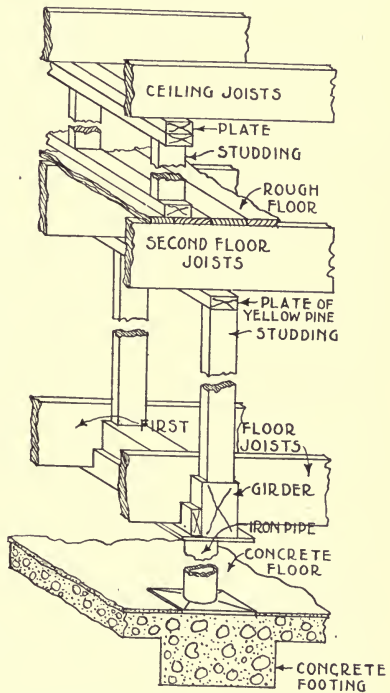 CEILING JOISTS
PLATE
STUDDING
ROUGH
FLOOR
SECOND FLOOR
JOISTS
PLATE OF
YELLOW PINE
STUDDING
FIRST
FLOOR
JOISTS
GIRDER
IRON PIPE
CONCRETE
FLOOR
CONCRETE
FOOTING